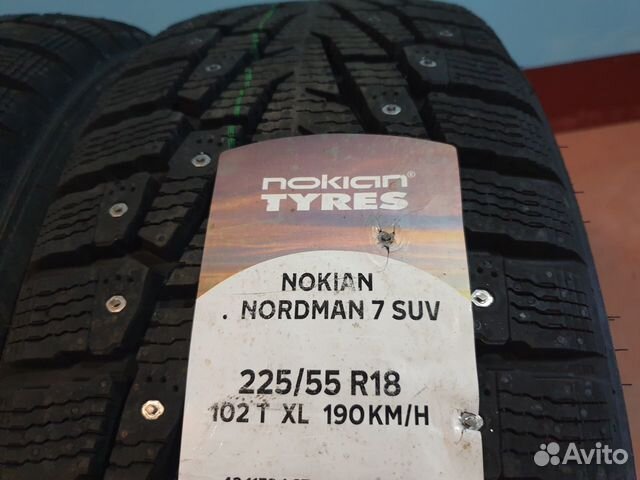 nokian®
TYRES
NOKIAN
. NORDMAN 7 SUV
225/55 R18
102 T XL 190KM/H
Avito